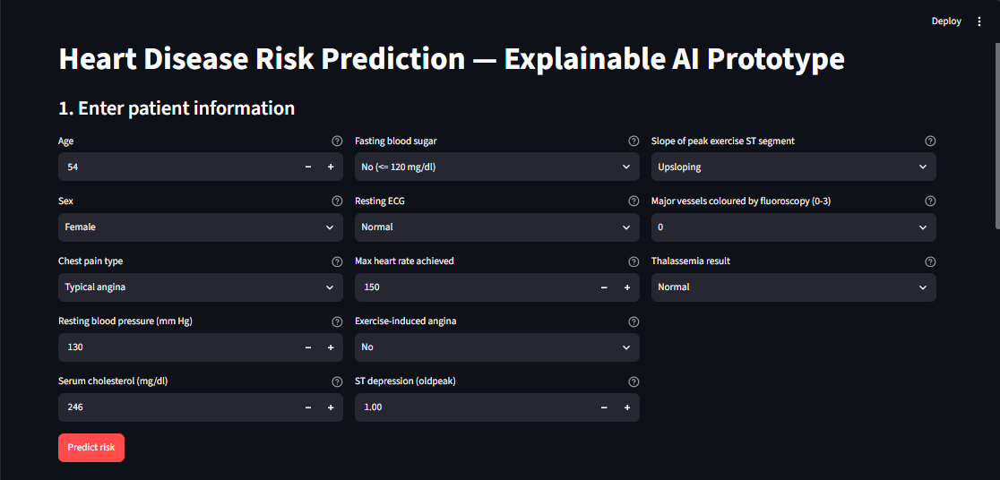 Deploy
Heart Disease Risk Prediction — Explainable AI Prototype
1. Enter patient information
Age
54
Sex
Female
Chest pain type
Typical angina
Resting blood pressure (mm Hg)
130
Serum cholesterol (mg/dl)
246
Fasting blood sugar
No (<= 120 mg/dl)
Resting ECG
Normal
Max heart rate achieved
150
Exercise-induced angina
No
ST depression (oldpeak)
1.00
Slope of peak exercise ST segment
Upsloping
Major vessels coloured by fluoroscopy (0-3)
0
Thalassemia result
Normal
Predict risk